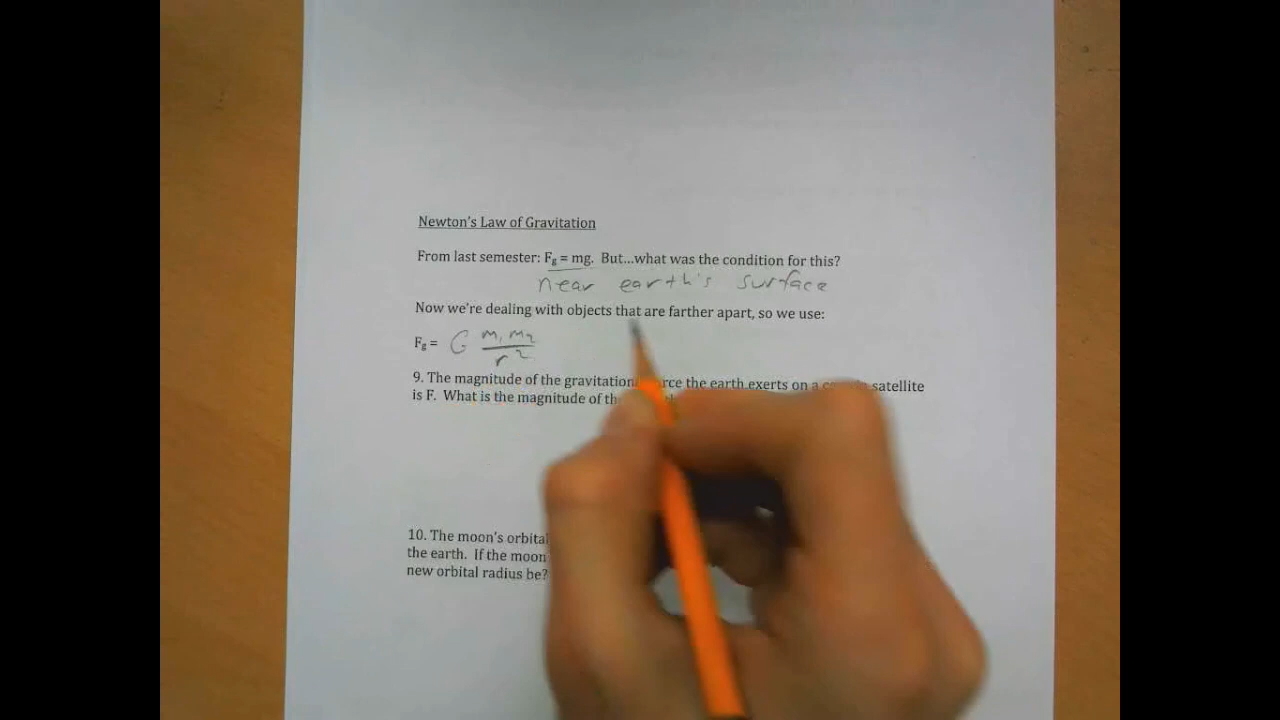 Newton's Law of Gravitation
From last semester: Fg = mg. But...what was the condition for this?
near earth's surface
Now we're dealing with objects that are farther apart, so we use:
Fg = G m₁m₂/r²
9. The magnitude of the gravitation the earth exerts on a satellite
is F. What is the magnitude of
10. The moon's orbital
the earth. If the moon
new orbital radius be?